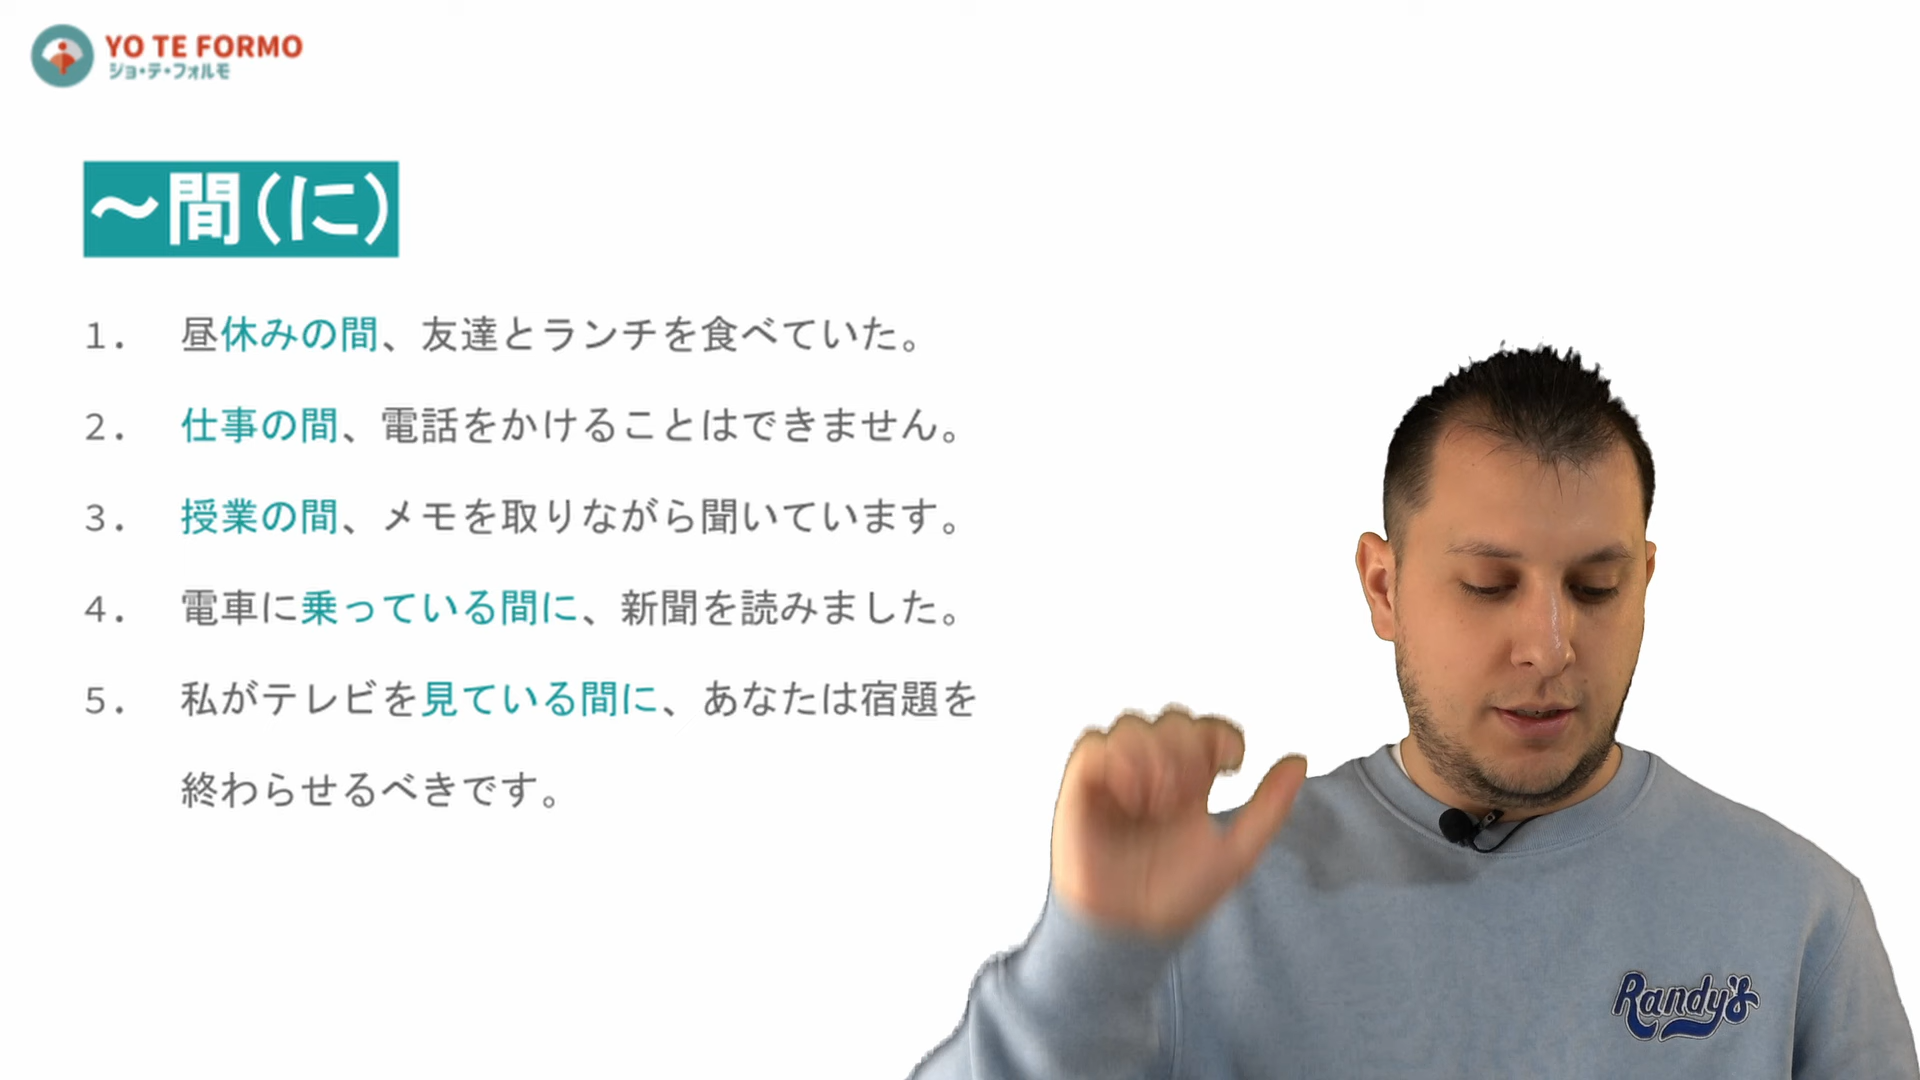 YO TE FORMO
ジョ・テ・フォルモ
～間(に)
1. 昼休みの間、友達とランチを食べていた。
2. 仕事の間、電話をかけることはできません。
3. 授業の間、メモを取りながら聞いています。
4. 電車に乗っている間に、新聞を読みました。
5. 私がテレビを見ている間に、あなたは宿題を
終わらせるべきです。
Randy's